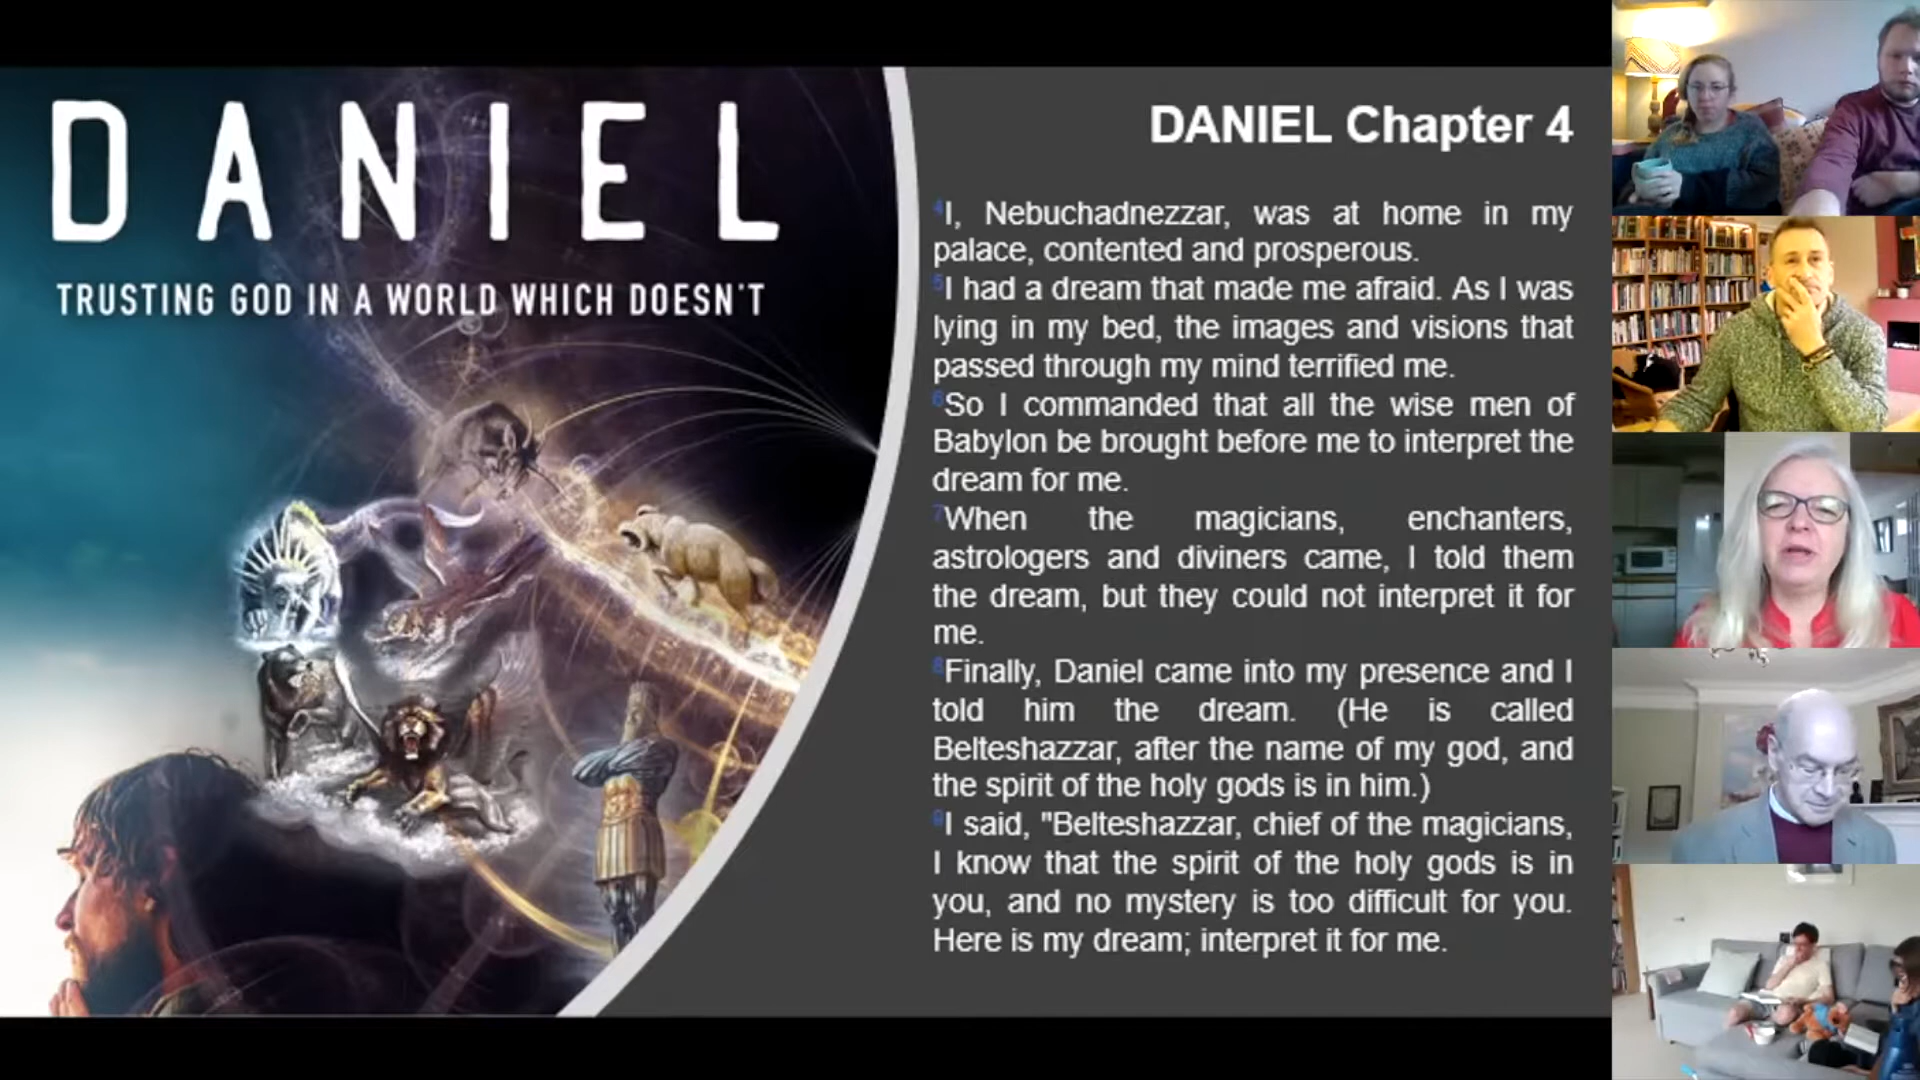 DANIEL
TRUSTING GOD IN A WORLD WHICH DOESN'T
DANIEL Chapter 4
4I, Nebuchadnezzar, was at home in my
palace, contented and prosperous.
5I had a dream that made me afraid. As I was
lying in my bed, the images and visions that
passed through my mind terrified me.
6So I commanded that all the wise men of
Babylon be brought before me to interpret the
dream for me.
7When the magicians, enchanters,
astrologers and diviners came, I told them
the dream, but they could not interpret it for
me.
8Finally, Daniel came into my presence and I
told him the dream. (He is called
Belteshazzar, after the name of my god, and
the spirit of the holy gods is in him.)
9I said, "Belteshazzar, chief of the magicians,
I know that the spirit of the holy gods is in
you, and no mystery is too difficult for you.
Here is my dream; interpret it for me.